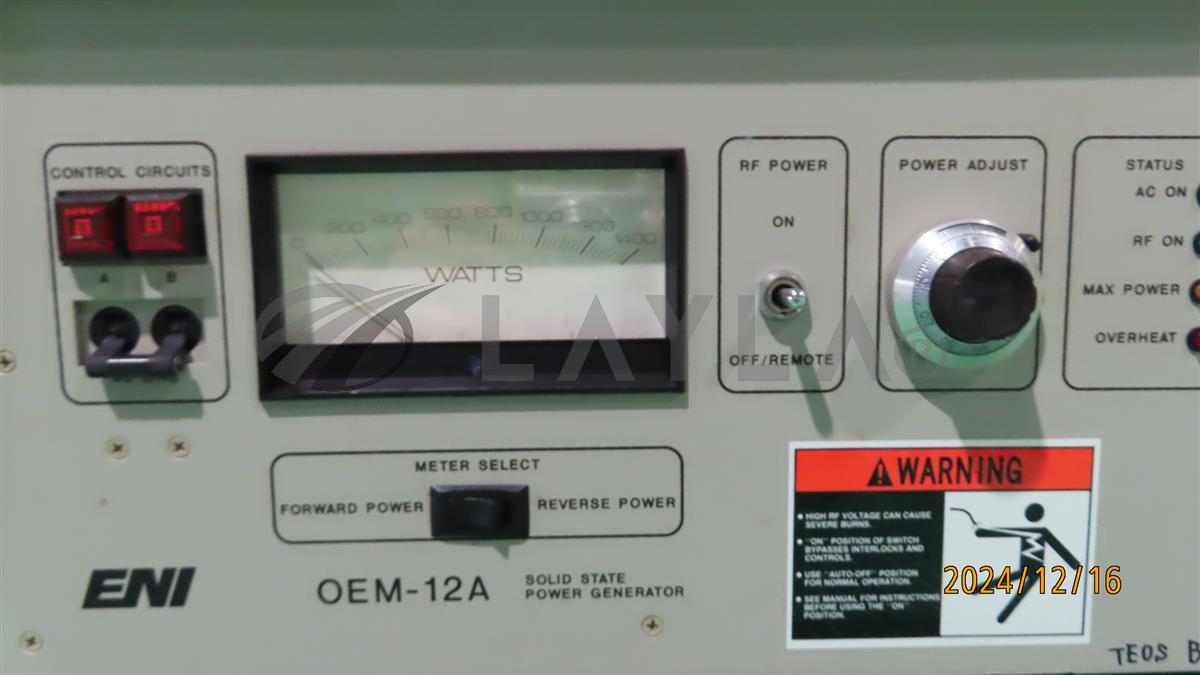 CONTROL CIRCUITS
A B
0 200 400 600 800 1000 1200 1400
WATTS
RF POWER
ON
OFF/REMOTE
POWER ADJUST
STATUS
AC ON
RF ON
MAX POWER
OVERHEAT
LAYLA®
METER SELECT
FORWARD POWER
REVERSE POWER
ENI
OEM-12A
SOLID STATE
POWER GENERATOR
WARNING
• HIGH RF VOLTAGE CAN CAUSE
SEVERE BURNS.
• "ON" POSITION OF SWITCH
BYPASSES INTERLOCKS AND
CONTROLS.
• USE "AUTO-OFF" POSITION
FOR NORMAL OPERATION.
• SEE MANUAL FOR INSTRUCTIONS
BEFORE USING THE "ON"
POSITION.
2024/12/16
TEOS B